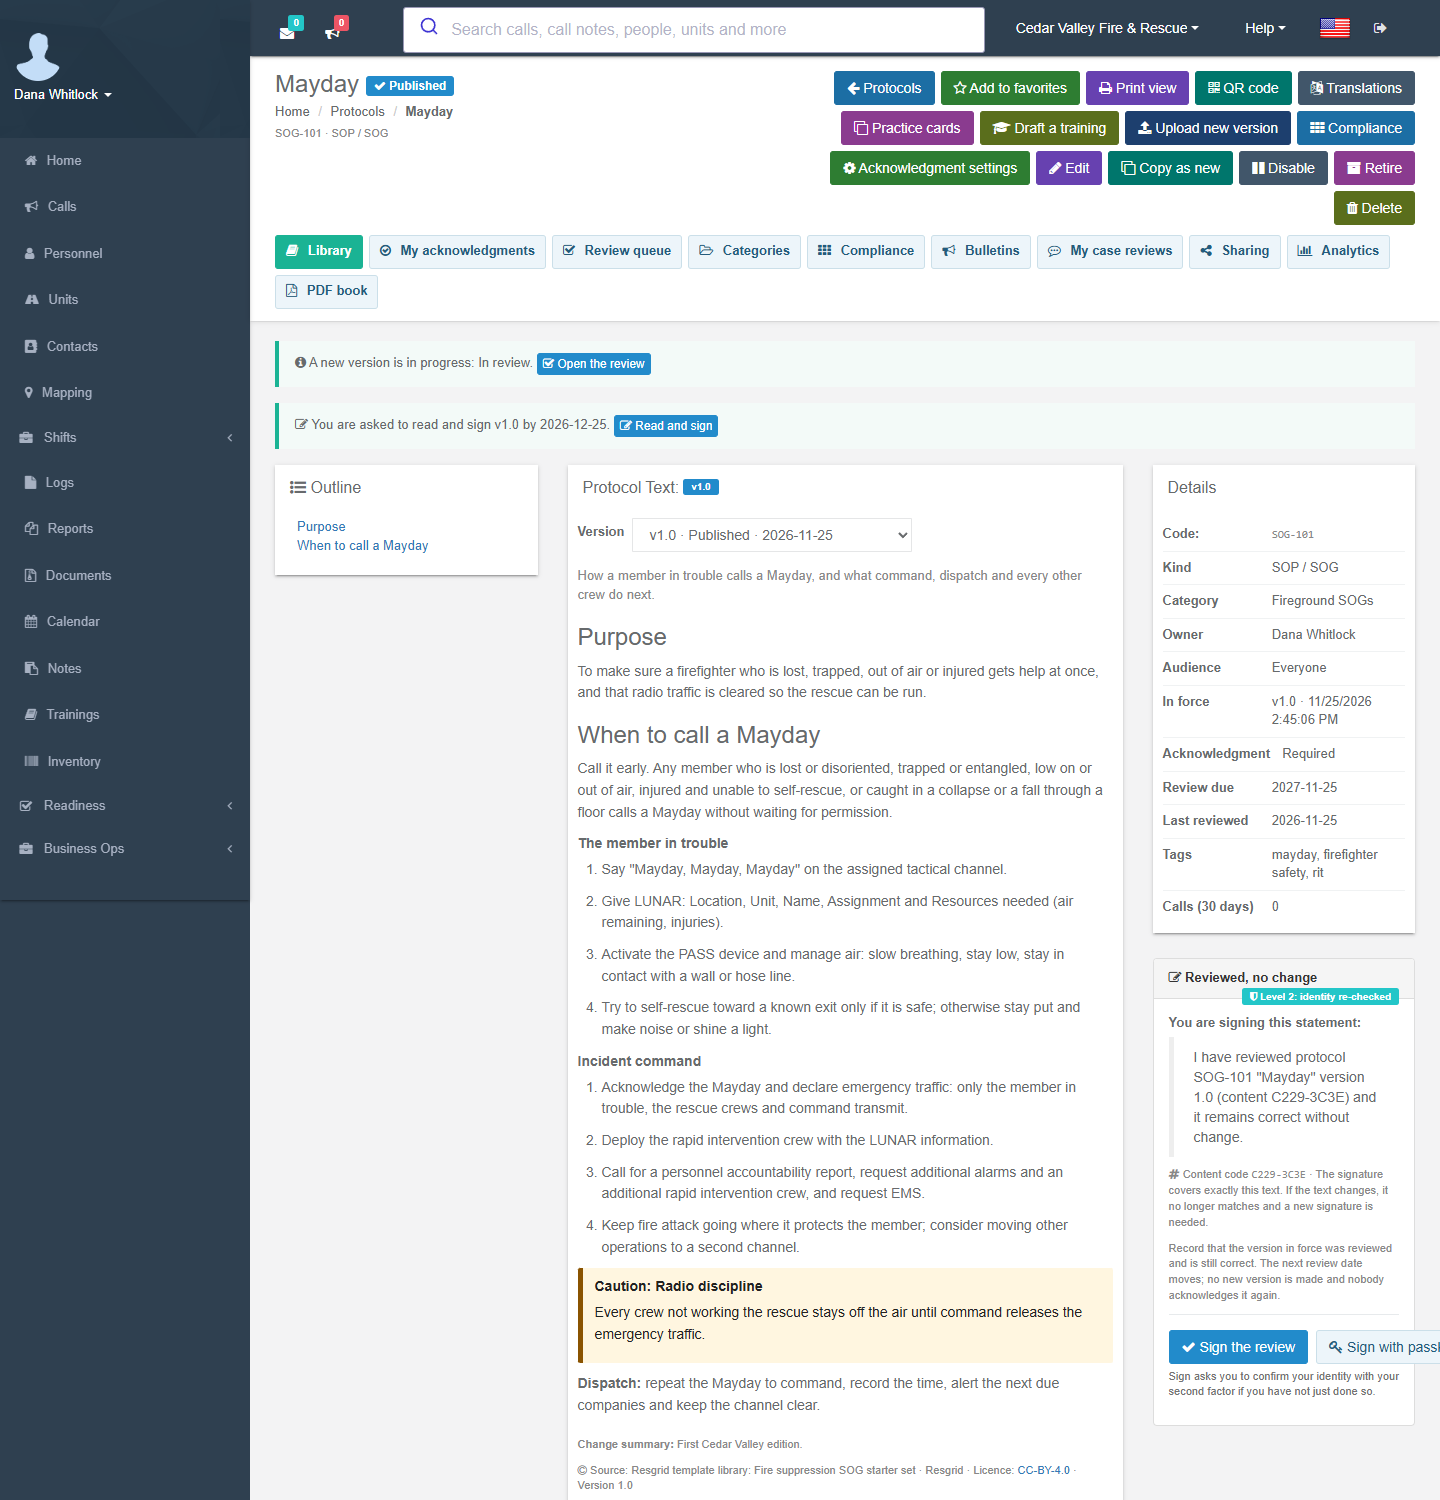 0
0
Search calls, call notes, people, units and more
Cedar Valley Fire & Rescue
Help
Dana Whitlock
Home
Calls
Personnel
Units
Contacts
Mapping
Shifts
Logs
Reports
Documents
Calendar
Notes
Trainings
Inventory
Readiness
Business Ops
Mayday
Published
Home / Protocols / Mayday
SOG-101 · SOP / SOG
Protocols
Add to favorites
Print view
QR code
Translations
Practice cards
Draft a training
Upload new version
Compliance
Acknowledgment settings
Edit
Copy as new
Disable
Retire
Delete
Library
My acknowledgments
Review queue
Categories
Compliance
Bulletins
My case reviews
Sharing
Analytics
PDF book
A new version is in progress: In review. Open the review
You are asked to read and sign v1.0 by 2026-12-25. Read and sign
Outline
Purpose
When to call a Mayday
Protocol Text: v1.0
Version
v1.0 · Published · 2026-11-25
How a member in trouble calls a Mayday, and what command, dispatch and every other
crew do next.
Purpose
To make sure a firefighter who is lost, trapped, out of air or injured gets help at once,
and that radio traffic is cleared so the rescue can be run.
When to call a Mayday
Call it early. Any member who is lost or disoriented, trapped or entangled, low on or
out of air, injured and unable to self-rescue, or caught in a collapse or a fall through a
floor calls a Mayday without waiting for permission.
The member in trouble
1. Say "Mayday, Mayday, Mayday" on the assigned tactical channel.
2. Give LUNAR: Location, Unit, Name, Assignment and Resources needed (air
remaining, injuries).
3. Activate the PASS device and manage air: slow breathing, stay low, stay in
contact with a wall or hose line.
4. Try to self-rescue toward a known exit only if it is safe; otherwise stay put and
make noise or shine a light.
Incident command
1. Acknowledge the Mayday and declare emergency traffic: only the member in
trouble, the rescue crews and command transmit.
2. Deploy the rapid intervention crew with the LUNAR information.
3. Call for a personnel accountability report, request additional alarms and an
additional rapid intervention crew, and request EMS.
4. Keep fire attack going where it protects the member; consider moving other
operations to a second channel.
Caution: Radio discipline
Every crew not working the rescue stays off the air until command releases the
emergency traffic.
Dispatch: repeat the Mayday to command, record the time, alert the next due
companies and keep the channel clear.
Change summary: First Cedar Valley edition.
© Source: Resgrid template library: Fire suppression SOG starter set · Resgrid · Licence: CC-BY-4.0 ·
Version 1.0
Details
Code: SOG-101
Kind SOP / SOG
Category Fireground SOGs
Owner Dana Whitlock
Audience Everyone
In force v1.0 · 11/25/2026
2:45:06 PM
Acknowledgment Required
Review due 2027-11-25
Last reviewed 2026-11-25
Tags mayday, firefighter
safety, rit
Calls (30 days) 0
Reviewed, no change
Level 2: identity re-checked
You are signing this statement:
I have reviewed protocol
SOG-101 "Mayday" version
1.0 (content C229-3C3E) and
it remains correct without
change.
# Content code C229-3C3E · The signature
covers exactly this text. If the text changes, it
no longer matches and a new signature is
needed.
Record that the version in force was reviewed
and is still correct. The next review date
moves; no new version is made and nobody
acknowledges it again.
Sign the review
Sign with
Sign asks you to confirm your identity with your
second factor if you have not just done so.